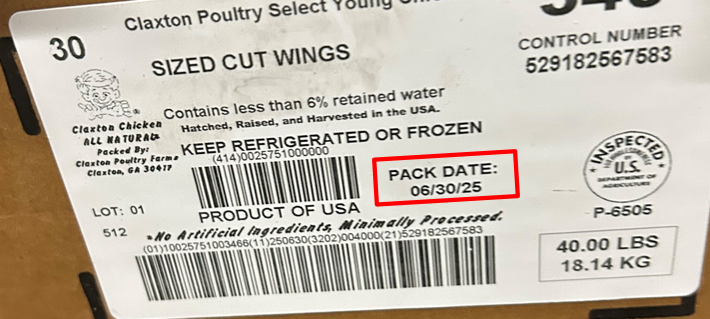 Claxton Poultry Select Young
30
SIZED CUT WINGS
CONTROL NUMBER
529182567583
Contains less than 6% retained water
Hatched, Raised, and Harvested in the USA.
KEEP REFRIGERATED OR FROZEN
Claxton Chicken
ALL NATURAL*
Packed By:
Claxton Poultry Farms
Claxton, GA 30417
(414)0025751000000
PACK DATE:
06/30/25
INSPECTED
U.S.
DEPARTMENT OF
AGRICULTURE
P-6505
LOT: 01
512
PRODUCT OF USA
*No Artificial Ingredients, Minimally Processed.
(01)10025751003466(11)250630(3202)004000(21)529182567583
40.00 LBS
18.14 KG